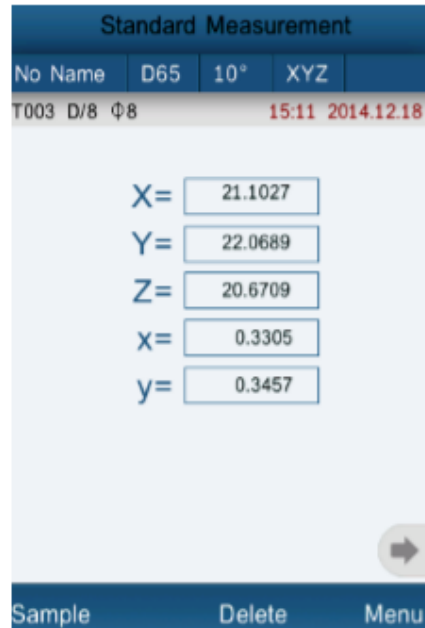 Standard Measurement
No Name D65 10° XYZ
T003 D/8 Φ8 15:11 2014.12.18
X= 21.1027
Y= 22.0689
Z= 20.6709
x= 0.3305
y= 0.3457
Sample Delete Menu